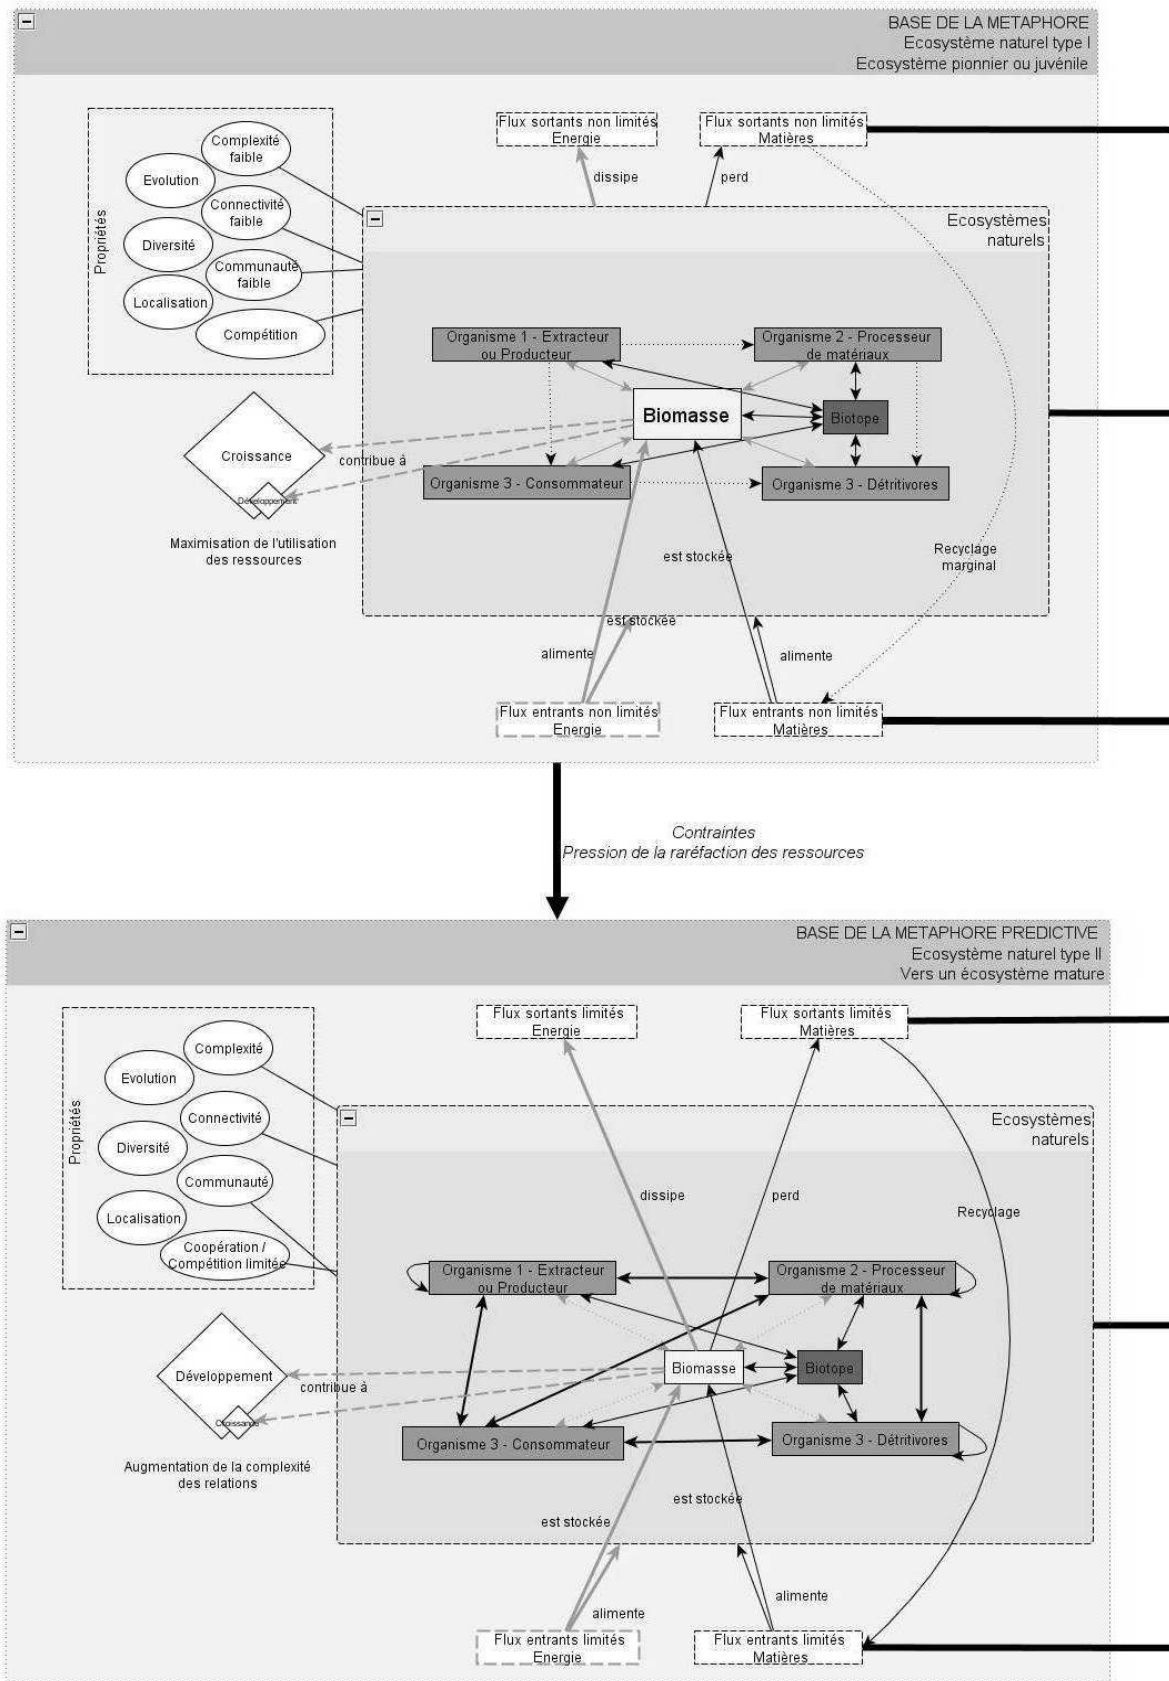 BASE DE LA METAPHORE
Ecosystème naturel type I
Ecosystème pionnier ou juvénile
Flux sortants non limités
Energie
Flux sortants non limités
Matières
dissipe
perd
Propriétés
Complexité
faible
Evolution
Connectivité
faible
Diversité
Communauté
faible
Localisation
Compétition
Ecosystèmes
naturels
Organisme 1 - Extracteur
ou Producteur
Organisme 2 - Processeur
de matériaux
Biomasse
Biotope
Organisme 3 - Consommateur
Organisme 3 - Détritivores
Croissance
contribue à
Développement
Maximisation de l'utilisation
des ressources
est stockée
Recyclage
marginal
est stockée
alimente
alimente
Flux entrants non limités
Energie
Flux entrants non limités
Matières
Contraintes
Pression de la raréfaction des ressources
BASE DE LA METAPHORE PREDICTIVE
Ecosystème naturel type II
Vers un écosystème mature
Flux sortants limités
Energie
Flux sortants limités
Matières
Propriétés
Complexité
Evolution
Connectivité
Diversité
Communauté
Localisation
Coopération /
Compétition limitée
Ecosystèmes
naturels
dissipe
perd
Recyclage
Organisme 1 - Extracteur
ou Producteur
Organisme 2 - Processeur
de matériaux
Biomasse
Biotope
Organisme 3 - Consommateur
Organisme 3 - Détritivores
Développement
contribue à
Croissance
Augmentation de la complexité
des relations
est stockée
est stockée
alimente
alimente
Flux entrants limités
Energie
Flux entrants limités
Matières